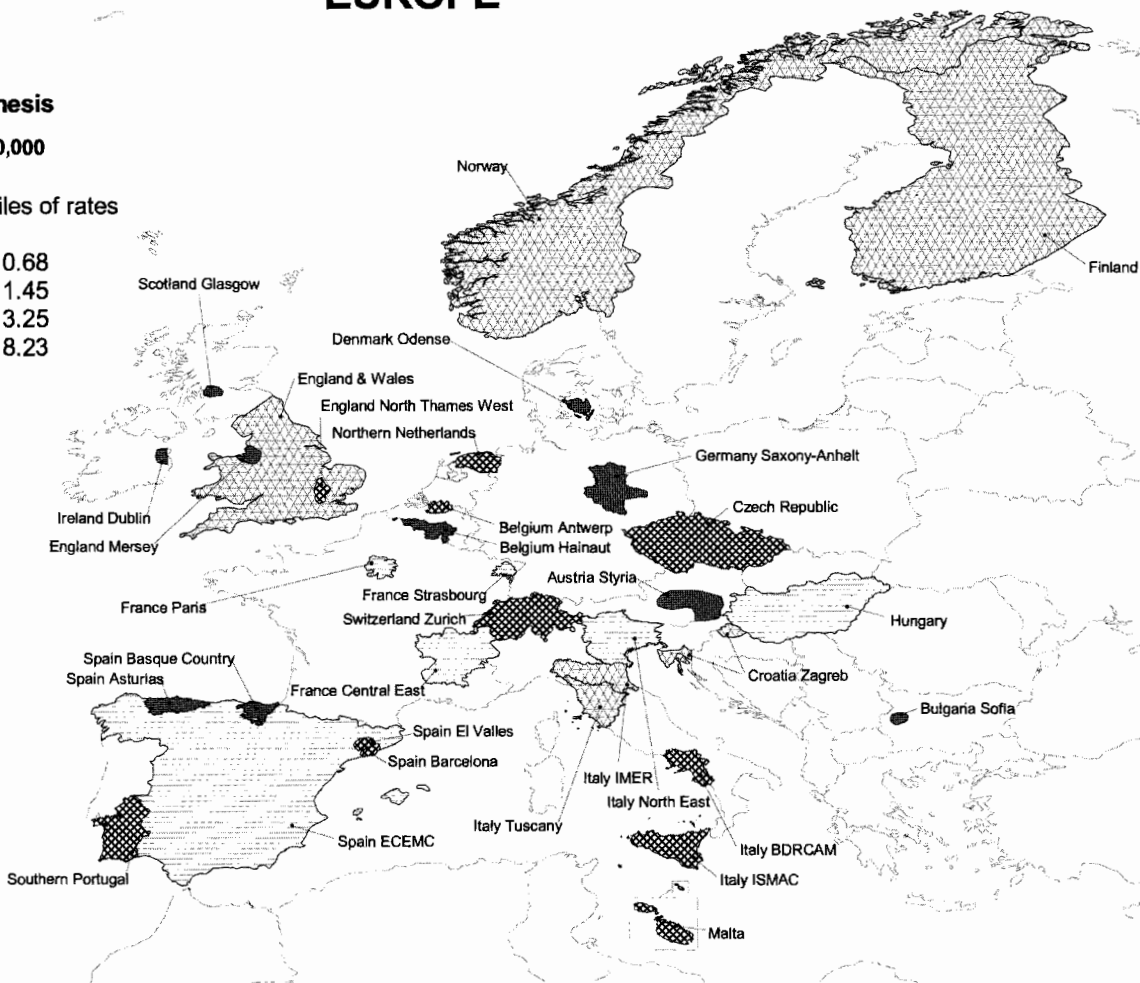 EUROPE
nesis
0,000
iles of rates
0.68
1.45
3.25
8.23
Norway
Finland
Scotland Glasgow
Denmark Odense
England & Wales
England North Thames West
Northern Netherlands
Germany Saxony-Anhalt
Czech Republic
Ireland Dublin
England Mersey
Belgium Antwerp
Belgium Hainaut
Austria Styria
France Paris
France Strasbourg
Switzerland Zurich
Hungary
Spain Basque Country
Spain Asturias
France Central East
Croatia Zagreb
Bulgaria Sofia
Spain El Valles
Spain Barcelona
Italy IMER
Italy North East
Italy Tuscany
Spain ECEMC
Italy BDRCAM
Southern Portugal
Italy ISMAC
Malta